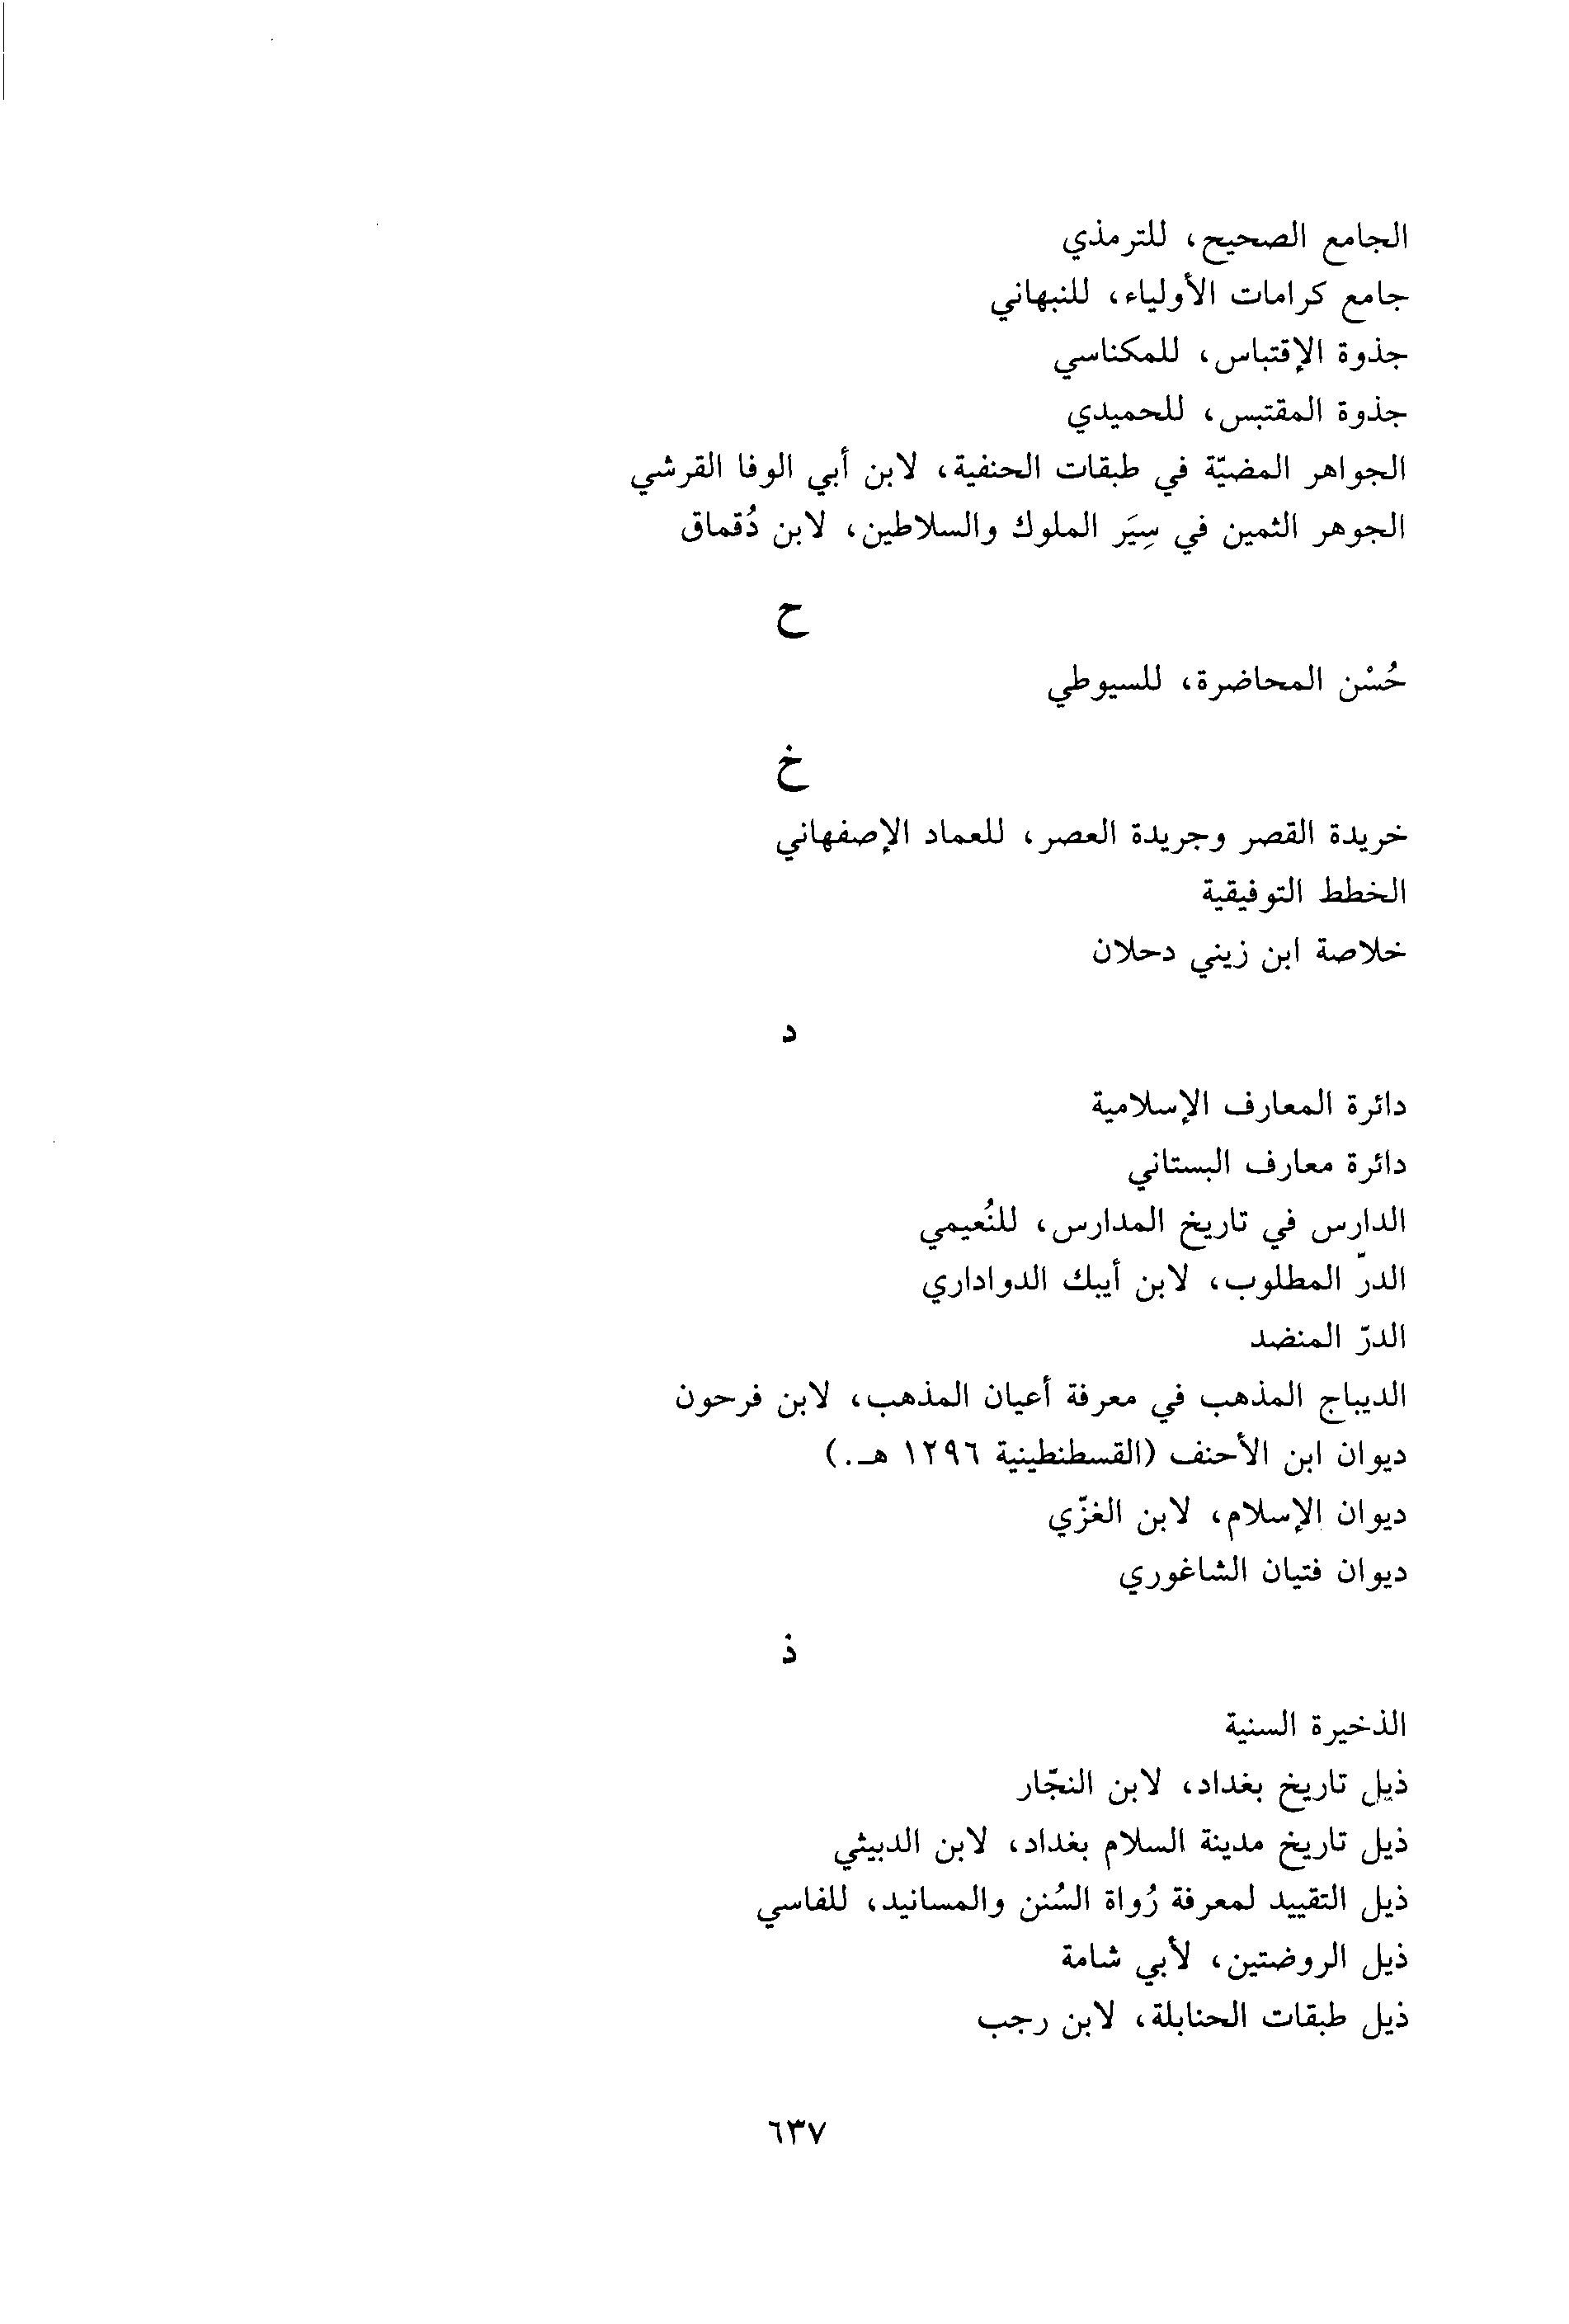 الجامع الصحيح، للترمذي
جامع كرامات الأولياء، للنبهاني
جذوة الإقتباس، للمكناسي
جذوة المقتبس، للحميدي
الجواهر المضيّة في طبقات الحنفية، لابن أبي الوفا القرشي
الجوهر الثمين في سِيَر الملوك والسلاطين، لابن دُقماق
ح
حُسْن المحاضرة، للسيوطي
خ
خريدة القصر وجريدة العصر، للعماد الإصفهاني
الخطط التوفيقية
خلاصة ابن زيني دحلان
د
دائرة المعارف الإسلامية
دائرة معارف البستاني
الدارس في تاريخ المدارس، للنُعيمي
الدرّ المطلوب، لابن أيبك الدواداري
الدرّ المنضد
الديباج المذهب في معرفة أعيان المذهب، لابن فرحون
ديوان ابن الأحنف (القسطنطينية ١٢٩٦ هـ.)
ديوان الإسلام، لابن الغزّي
ديوان فتيان الشاغوري
ذ
الذخيرة السنية
ذيل تاريخ بغداد، لابن النجّار
ذيل تاريخ مدينة السلام بغداد، لابن الدبيثي
ذيل التقييد لمعرفة رُواة السُنن والمسانيد، للفاسي
ذيل الروضتين، لأبي شامة
ذيل طبقات الحنابلة، لابن رجب
٦٣٧